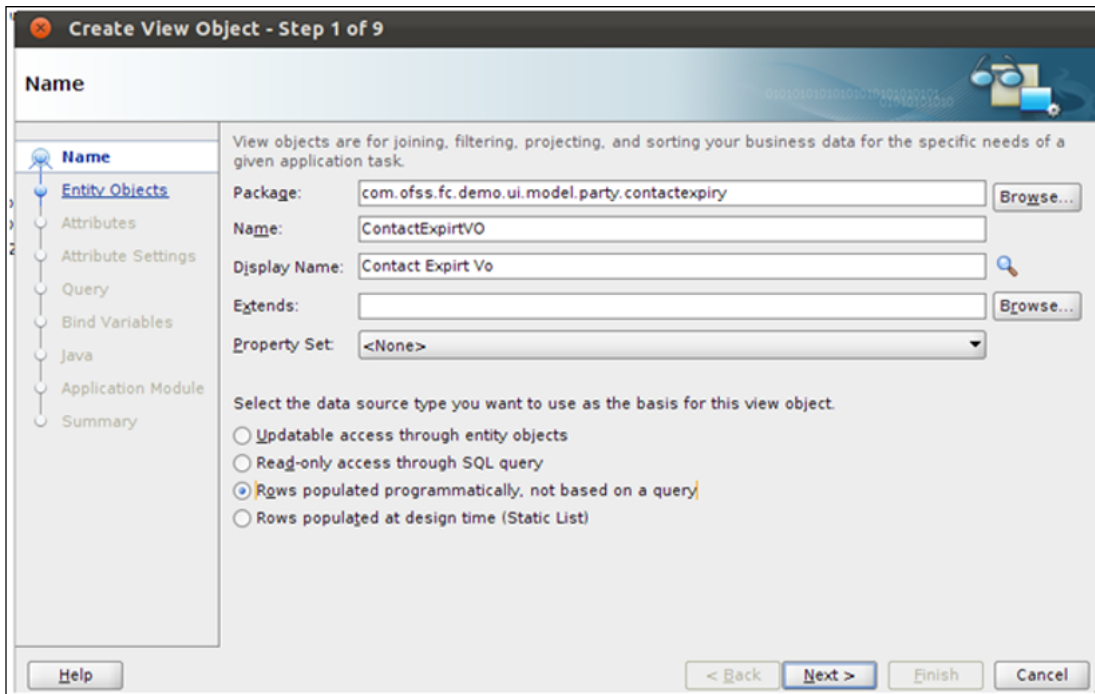 Create View Object - Step 1 of 9
Name
Name
Entity Objects
Attributes
Attribute Settings
Query
Bind Variables
Java
Application Module
Summary
View objects are for joining, filtering, projecting, and sorting your business data for the specific needs of a
given application task.
Package: com.ofss.fc.demo.ui.model.party.contactexpiry Browse...
Name: ContactExpirtVO
Display Name: Contact Expirt Vo
Extends: Browse...
Property Set: <None>
Select the data source type you want to use as the basis for this view object.
Updatable access through entity objects
Read-only access through SQL query
Rows populated programmatically, not based on a query
Rows populated at design time (Static List)
Help < Back Next > Finish Cancel